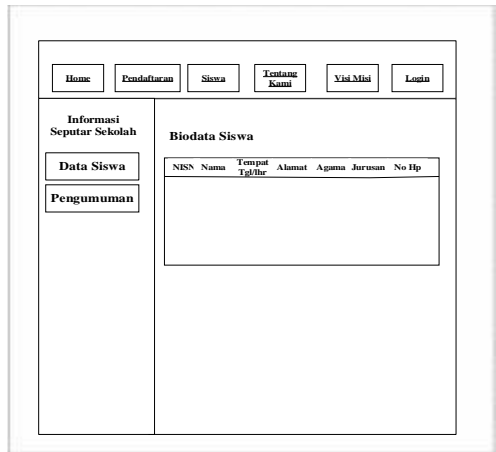 Home Pendaftaran Siswa Tentang Kami Visi Misi Login
Informasi
Seputar Sekolah
Data Siswa
Pengumuman
Biodata Siswa
NISN Nama Tempat Tgl/lhr Alamat Agama Jurusan No Hp